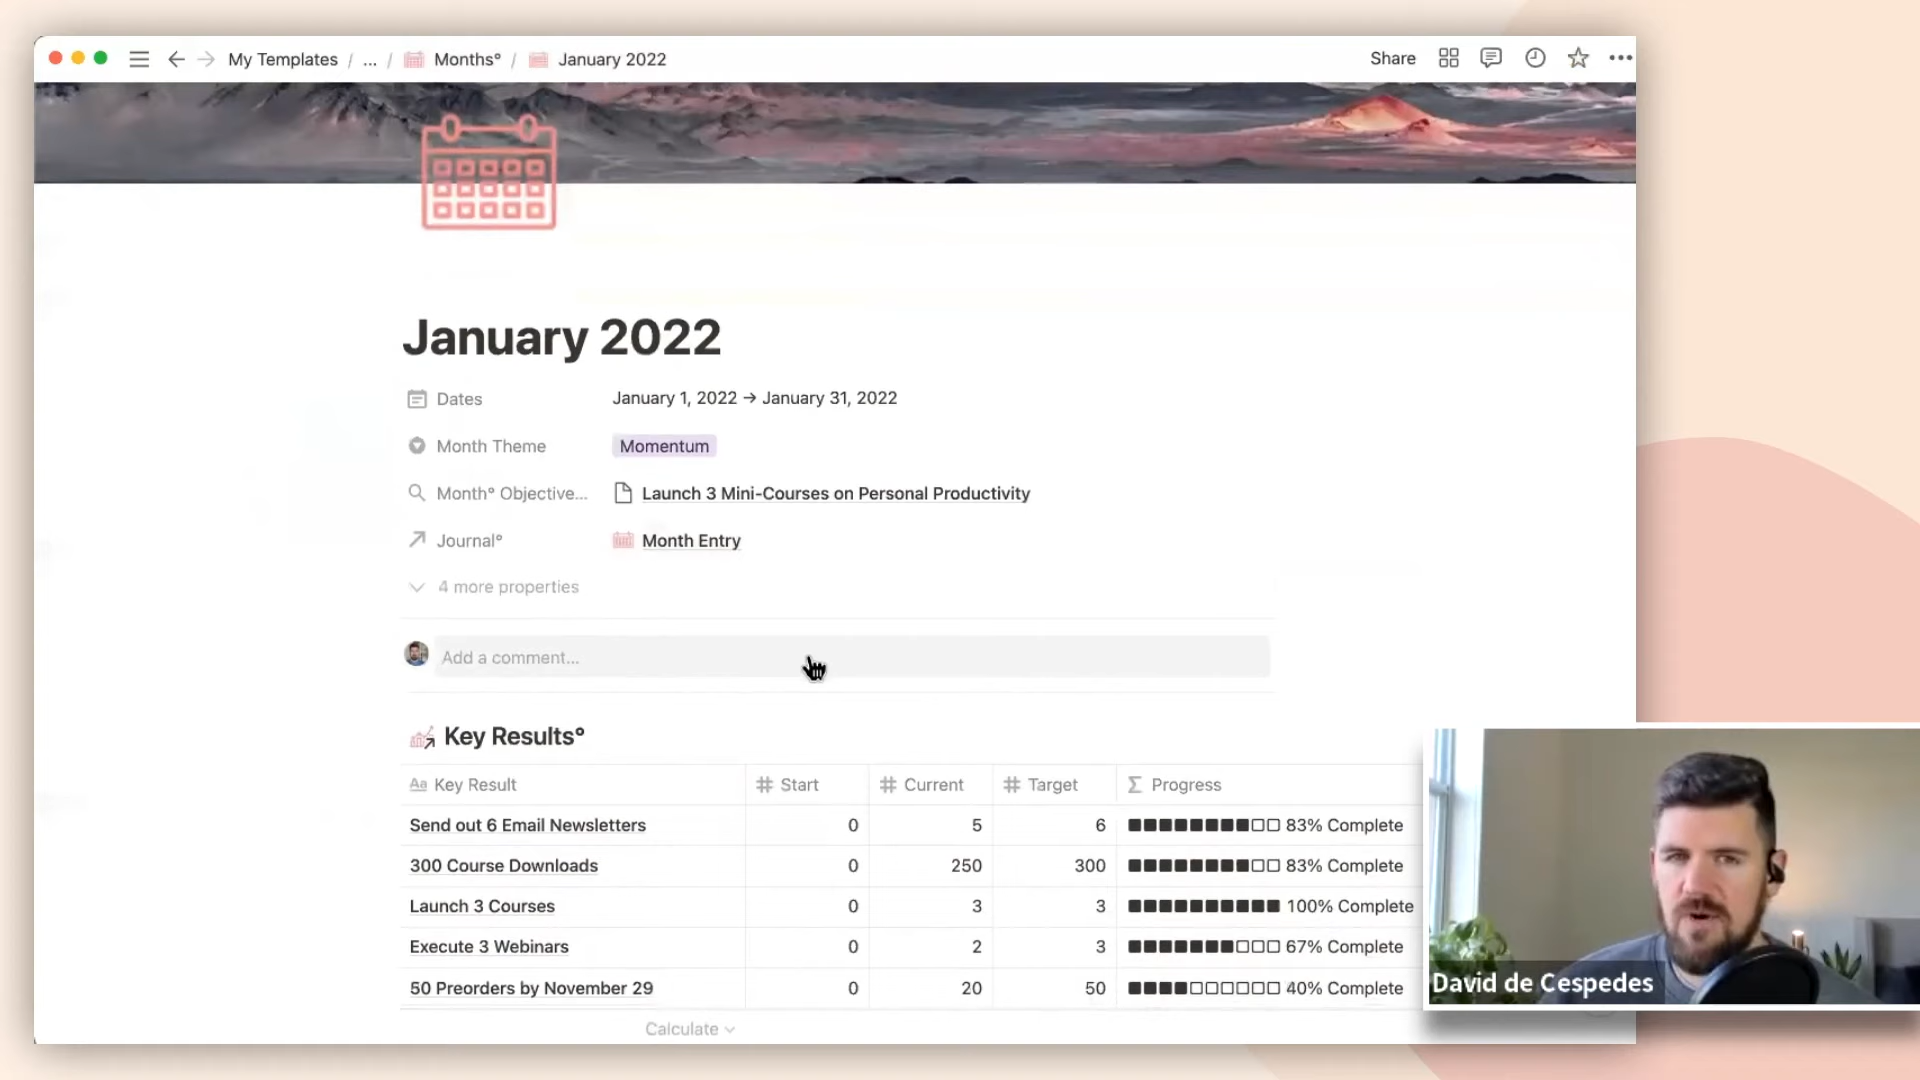 My Templates / ... / Months° / January 2022 Share
January 2022
Dates January 1, 2022 → January 31, 2022
Month Theme Momentum
Month° Objective... Launch 3 Mini-Courses on Personal Productivity
Journal° Month Entry
4 more properties
Add a comment...
Key Results°
Aa Key Result # Start # Current # Target Σ Progress
Send out 6 Email Newsletters 0 5 6 ■■■■■■■■□□ 83% Complete
300 Course Downloads 0 250 300 ■■■■■■■■□□ 83% Complete
Launch 3 Courses 0 3 3 ■■■■■■■■■■ 100% Complete
Execute 3 Webinars 0 2 3 ■■■■■■■□□□ 67% Complete
50 Preorders by November 29 0 20 50 ■■■■□□□□□□ 40% Complete
Calculate
David de Cespedes